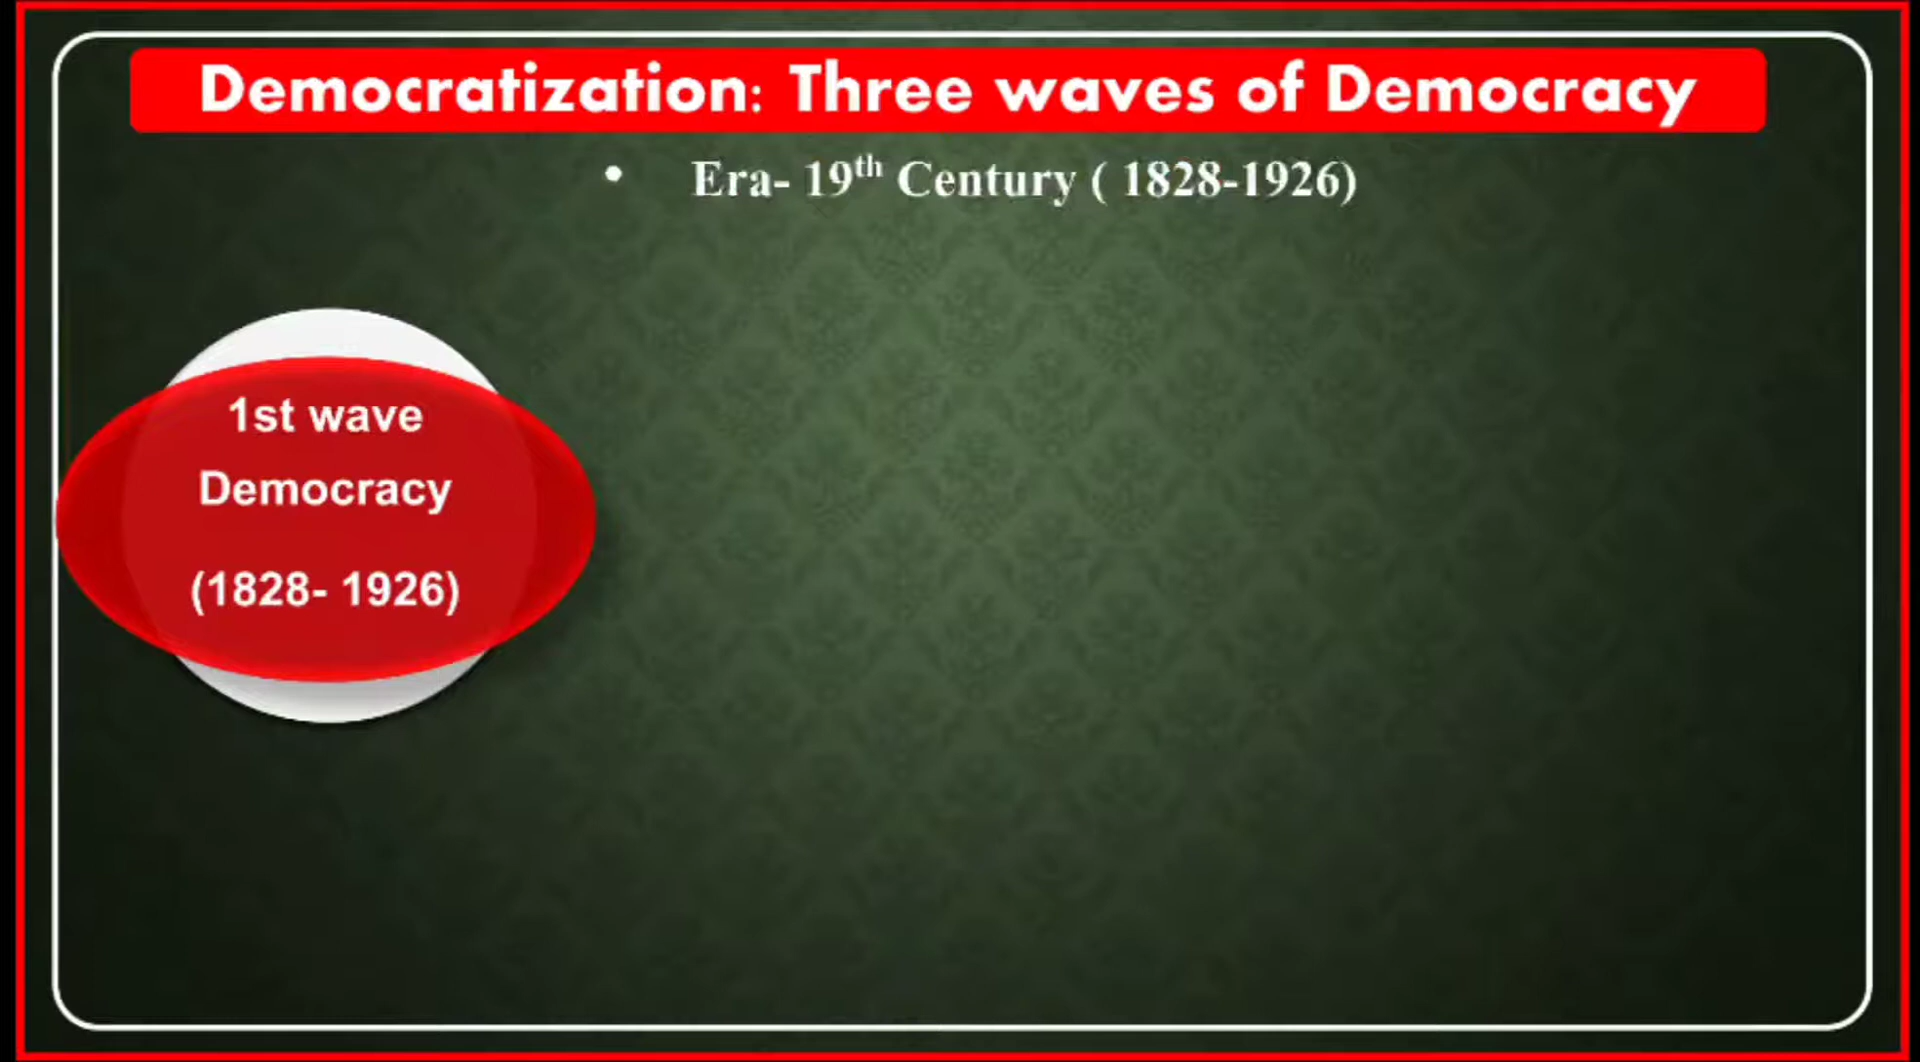 Democratization: Three waves of Democracy
• Era- 19th Century ( 1828-1926)
1st wave
Democracy
(1828- 1926)